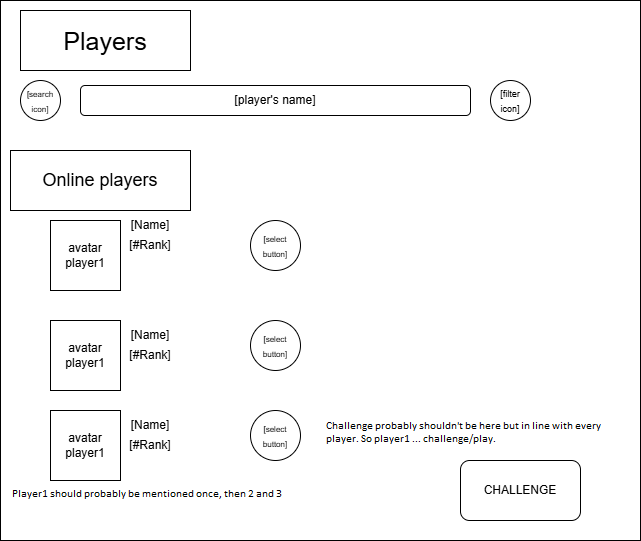 Players
[search
icon]
[player's name]
[filter
icon]
Online players
avatar
player1
[Name]
[#Rank]
[select
button]
avatar
player1
[Name]
[#Rank]
[select
button]
avatar
player1
[Name]
[#Rank]
[select
button]
Challenge probably shouldn't be here but in line with every
player. So player1 ... challenge/play.
CHALLENGE
Player1 should probably be mentioned once, then 2 and 3